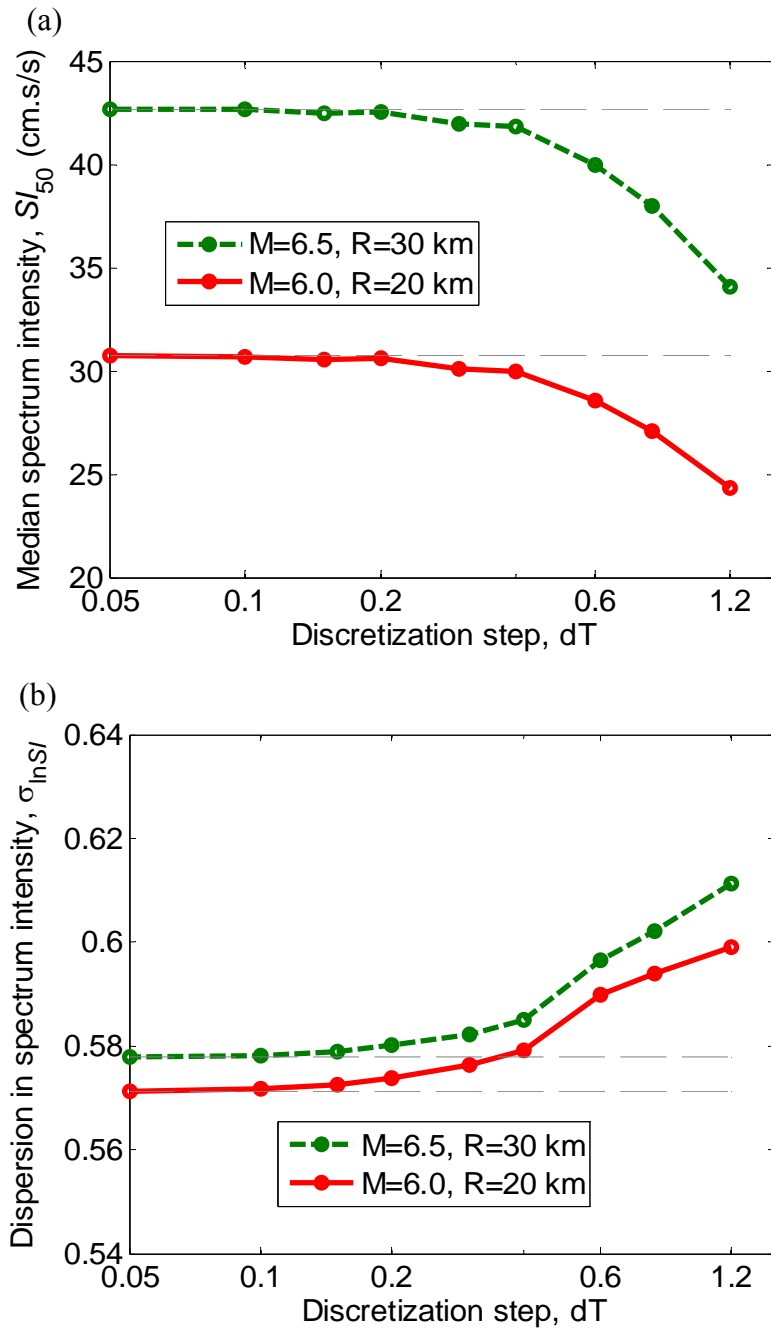 (a)
Median spectrum intensity, SI50 (cm.s/s)
45
40
35
30
25
20
M=6.5, R=30 km
M=6.0, R=20 km
0.05 0.1 0.2 0.6 1.2
Discretization step, dT
(b)
Dispersion in spectrum intensity, σlnSI
0.64
0.62
0.6
0.58
0.56
0.54
M=6.5, R=30 km
M=6.0, R=20 km
0.05 0.1 0.2 0.6 1.2
Discretization step, dT